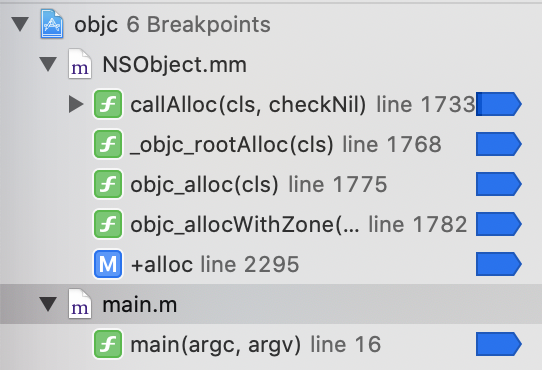 objc 6 Breakpoints
m NSObject.mm
f callAlloc(cls, checkNil) line 1733
f _objc_rootAlloc(cls) line 1768
f objc_alloc(cls) line 1775
f objc_allocWithZone(... line 1782
M +alloc line 2295
m main.m
f main(argc, argv) line 16